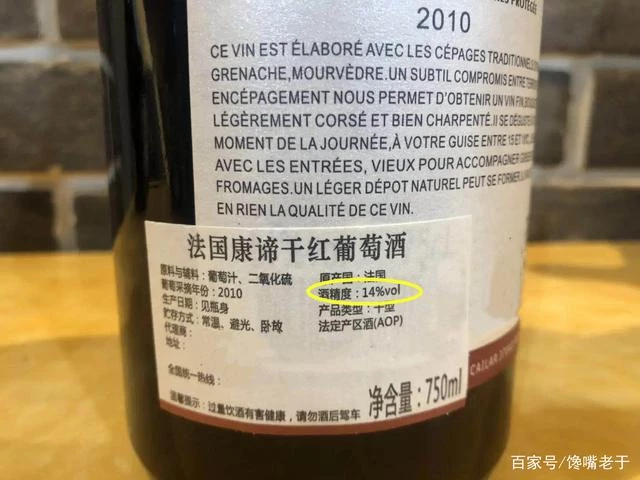 PROTÉGÉE
2010
CE VIN EST ÉLABORÉ AVEC LES CÉPAGES
GRENACHE,MOURVÈDRE.UN SUBTIL COMPROMIS ENTRE
ENCÉPAGEMENT NOUS PERMET D'OBTENIR UN VIN FIN,
LÉGÈREMENT CORSÉ ET BIEN CHARPENTÉ.Il SE
MOMENT DE LA JOURNÉE,À VOTRE GUISE ENTRE 15 ET
AVEC LES ENTRÉES, VIEUX POUR ACCOMPAGNER
FROMAGES.UN LÉGER DÉPOT NATUREL PEUT SE
EN RIEN LA QUALITÉ DE CE VIN.
法国康谛干红葡萄酒
原料与辅料：葡萄汁、二氧化硫
葡萄采摘年份：2010
生产日期：见瓶身
贮存方式：常温、避光、卧放
代理商：
地址：
全国统一热线：
原产国：法国
酒精度：14%vol
产品类型：干型
法定产区酒(AOP)
净含量：750ml
温馨提示：过量饮酒有害健康，请勿酒后驾车
CAILAR
百家号/馋嘴老于